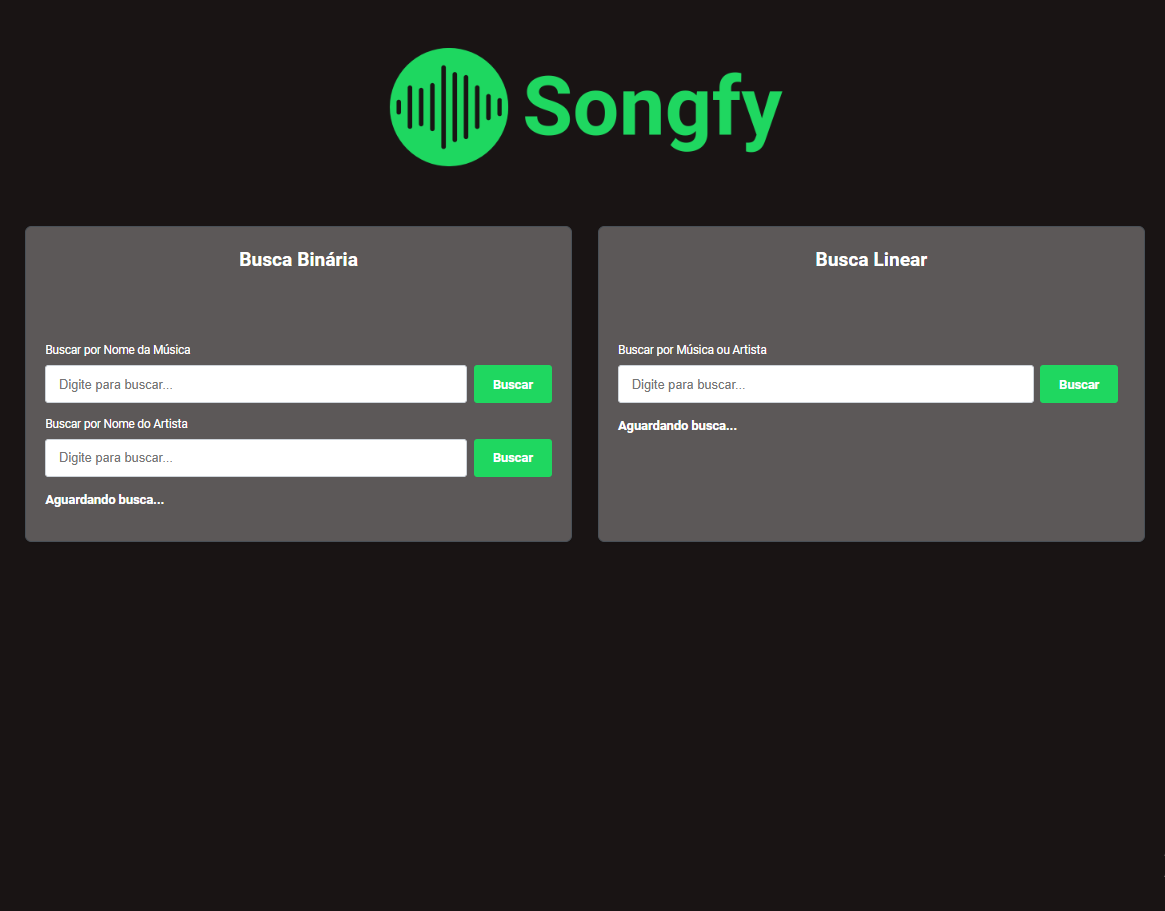 Songfy
Busca Binária
Buscar por Nome da Música
Digite para buscar...
Buscar
Buscar por Nome do Artista
Digite para buscar...
Buscar
Aguardando busca...
Busca Linear
Buscar por Música ou Artista
Digite para buscar...
Buscar
Aguardando busca...